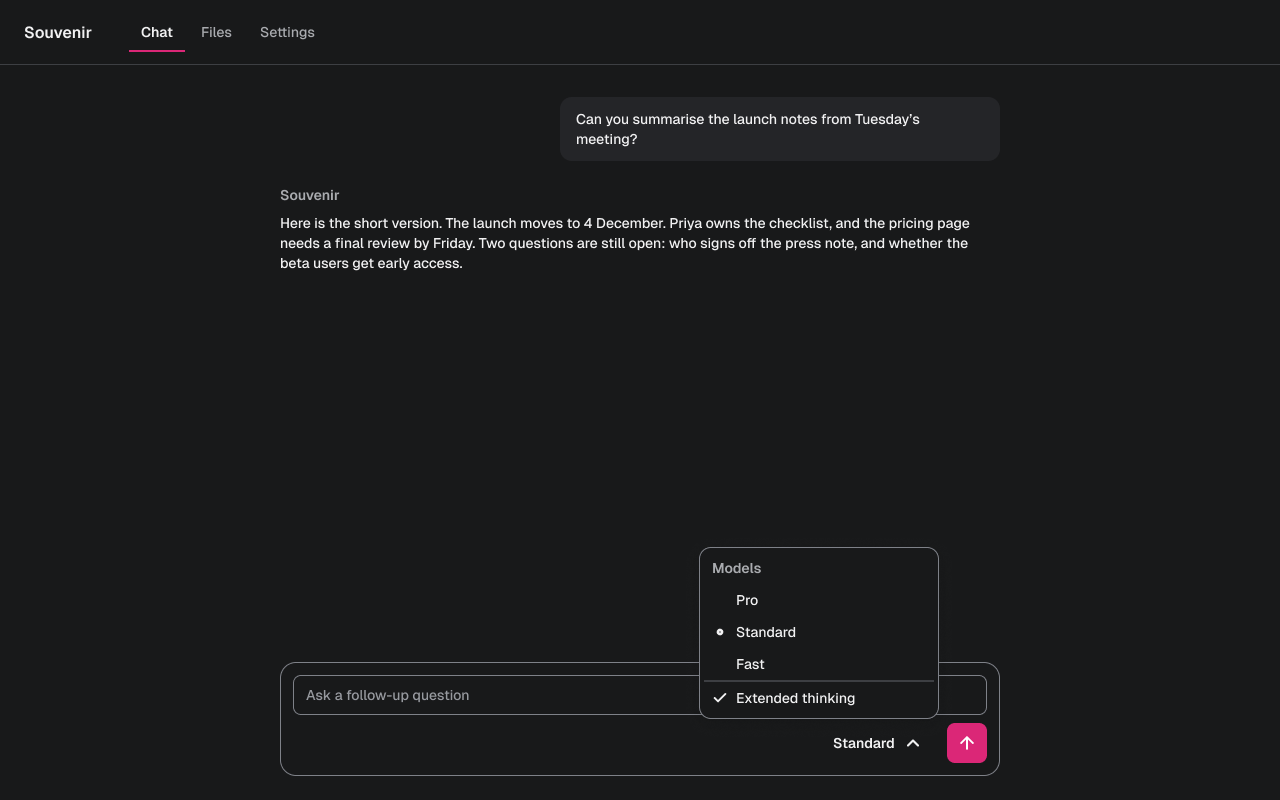 Souvenir
Chat
Files
Settings
Can you summarise the launch notes from Tuesday's
meeting?
Souvenir
Here is the short version. The launch moves to 4 December. Priya owns the checklist, and the pricing page
needs a final review by Friday. Two questions are still open: who signs off the press note, and whether the
beta users get early access.
Models
Pro
Standard
Fast
Extended thinking
Ask a follow-up question
Standard